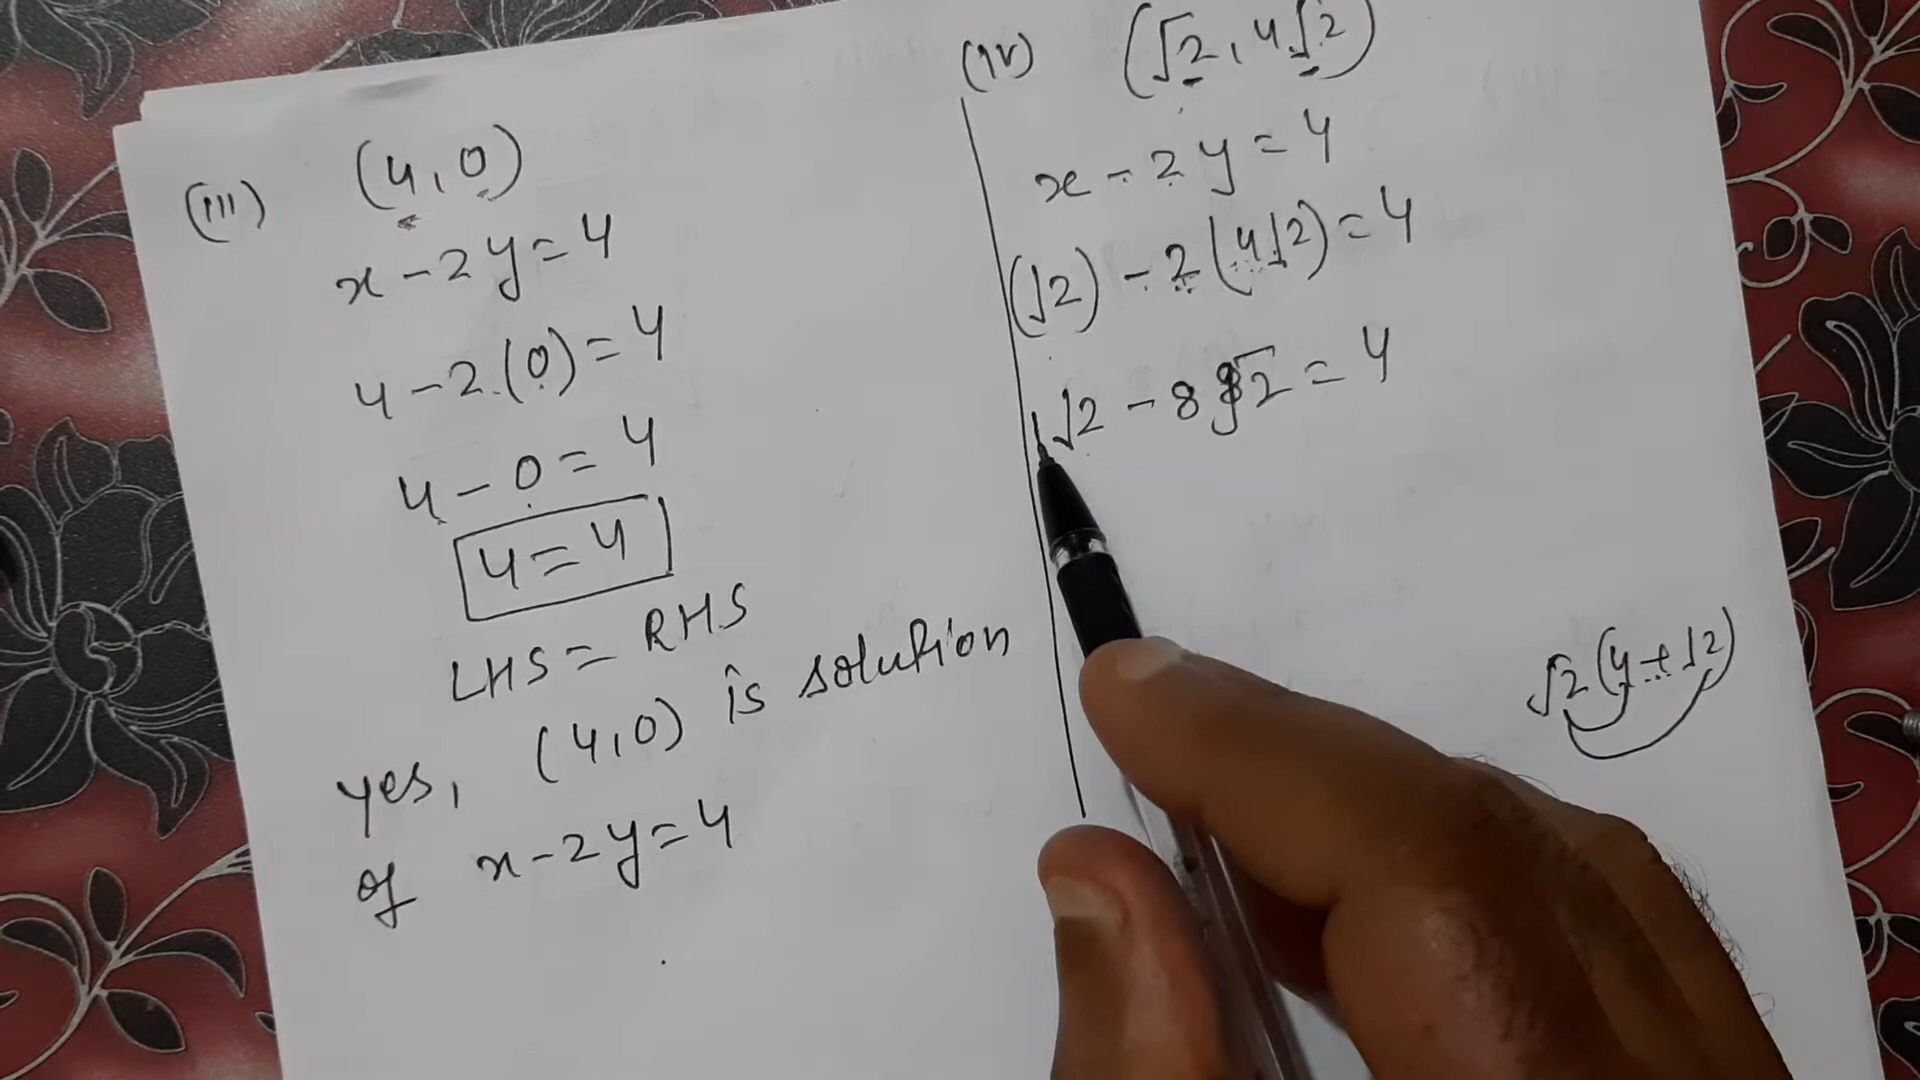 (iii) (4,0)
x-2y=4
4-2.(0)=4
4-0=4
4=4
LHS=RHS
yes, (4,0) is solution
of x-2y=4
(iv) (√2, 4√2)
x-2y=4
(√2)-2(4√2)=4
1√2-8√2=4
√2(4+√2)